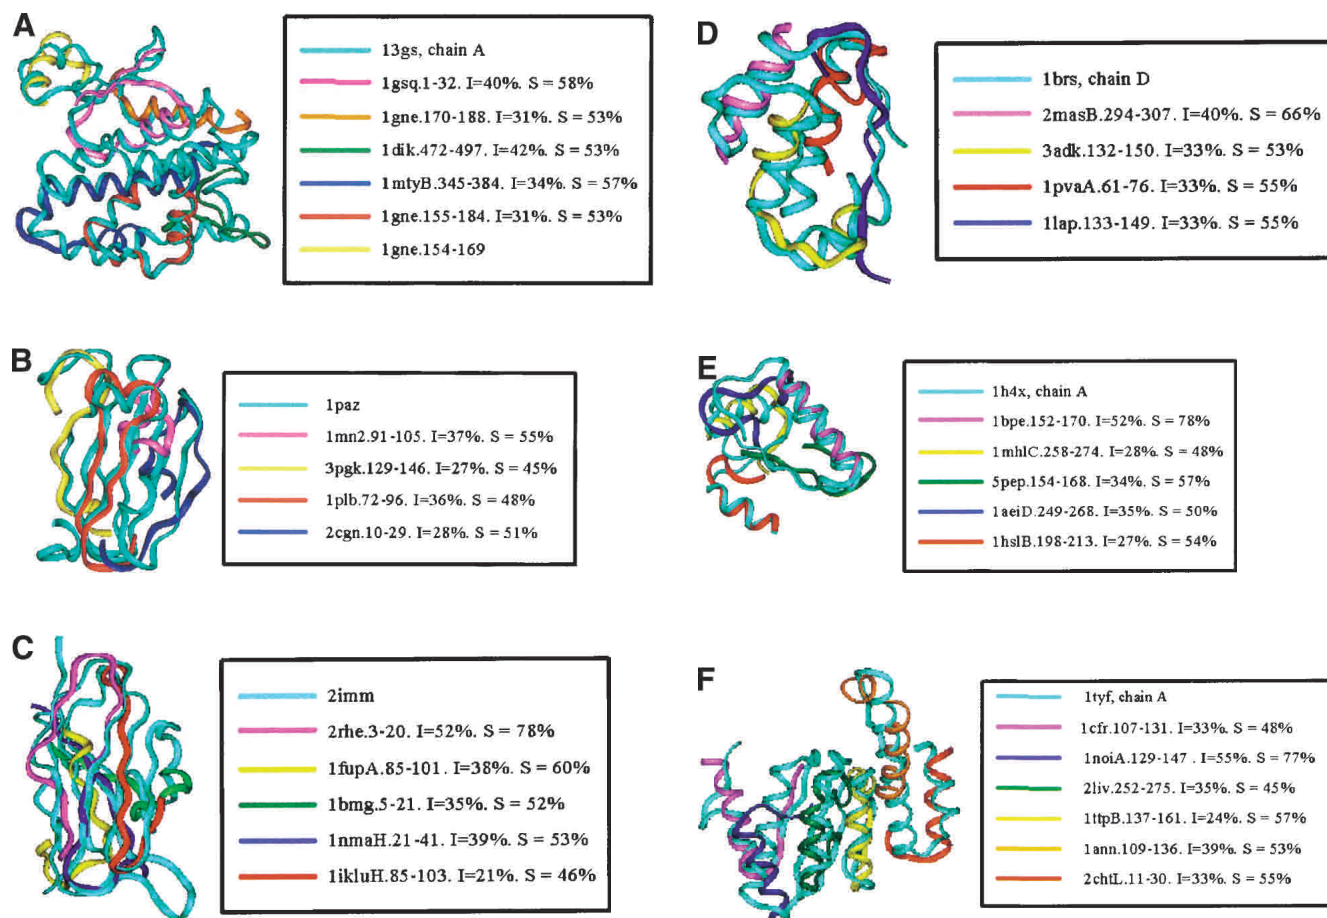 A
13gs, chain A
1gsq.1-32. I=40%. S = 58%
1gne.170-188. I=31%. S = 53%
1dik.472-497. I=42%. S = 53%
1mtyB.345-384. I=34%. S = 57%
1gne.155-184. I=31%. S = 53%
1gne.154-169
B
1paz
1mn2.91-105. I=37%. S = 55%
3pgk.129-146. I=27%. S = 45%
1plb.72-96. I=36%. S = 48%
2cgn.10-29. I=28%. S = 51%
C
2imm
2rhe.3-20. I=52%. S = 78%
1fupA.85-101. I=38%. S = 60%
1bmg.5-21. I=35%. S = 52%
1nmaH.21-41. I=39%. S = 53%
1ikluH.85-103. I=21%. S = 46%
D
1brs, chain D
2masB.294-307. I=40%. S = 66%
3adk.132-150. I=33%. S = 53%
1pvaA.61-76. I=33%. S = 55%
1lap.133-149. I=33%. S = 55%
E
1h4x, chain A
1bpe.152-170. I=52%. S = 78%
1mhlC.258-274. I=28%. S = 48%
5pep.154-168. I=34%. S = 57%
1aeiD.249-268. I=35%. S = 50%
1hslB.198-213. I=27%. S = 54%
F
1tyf, chain A
1cfr.107-131. I=33%. S = 48%
1noiA.129-147 . I=55%. S = 77%
2liv.252-275. I=35%. S = 45%
1ttpB.137-161. I=24%. S = 57%
1ann.109-136. I=39%. S = 53%
2chtL.11-30. I=33%. S = 55%